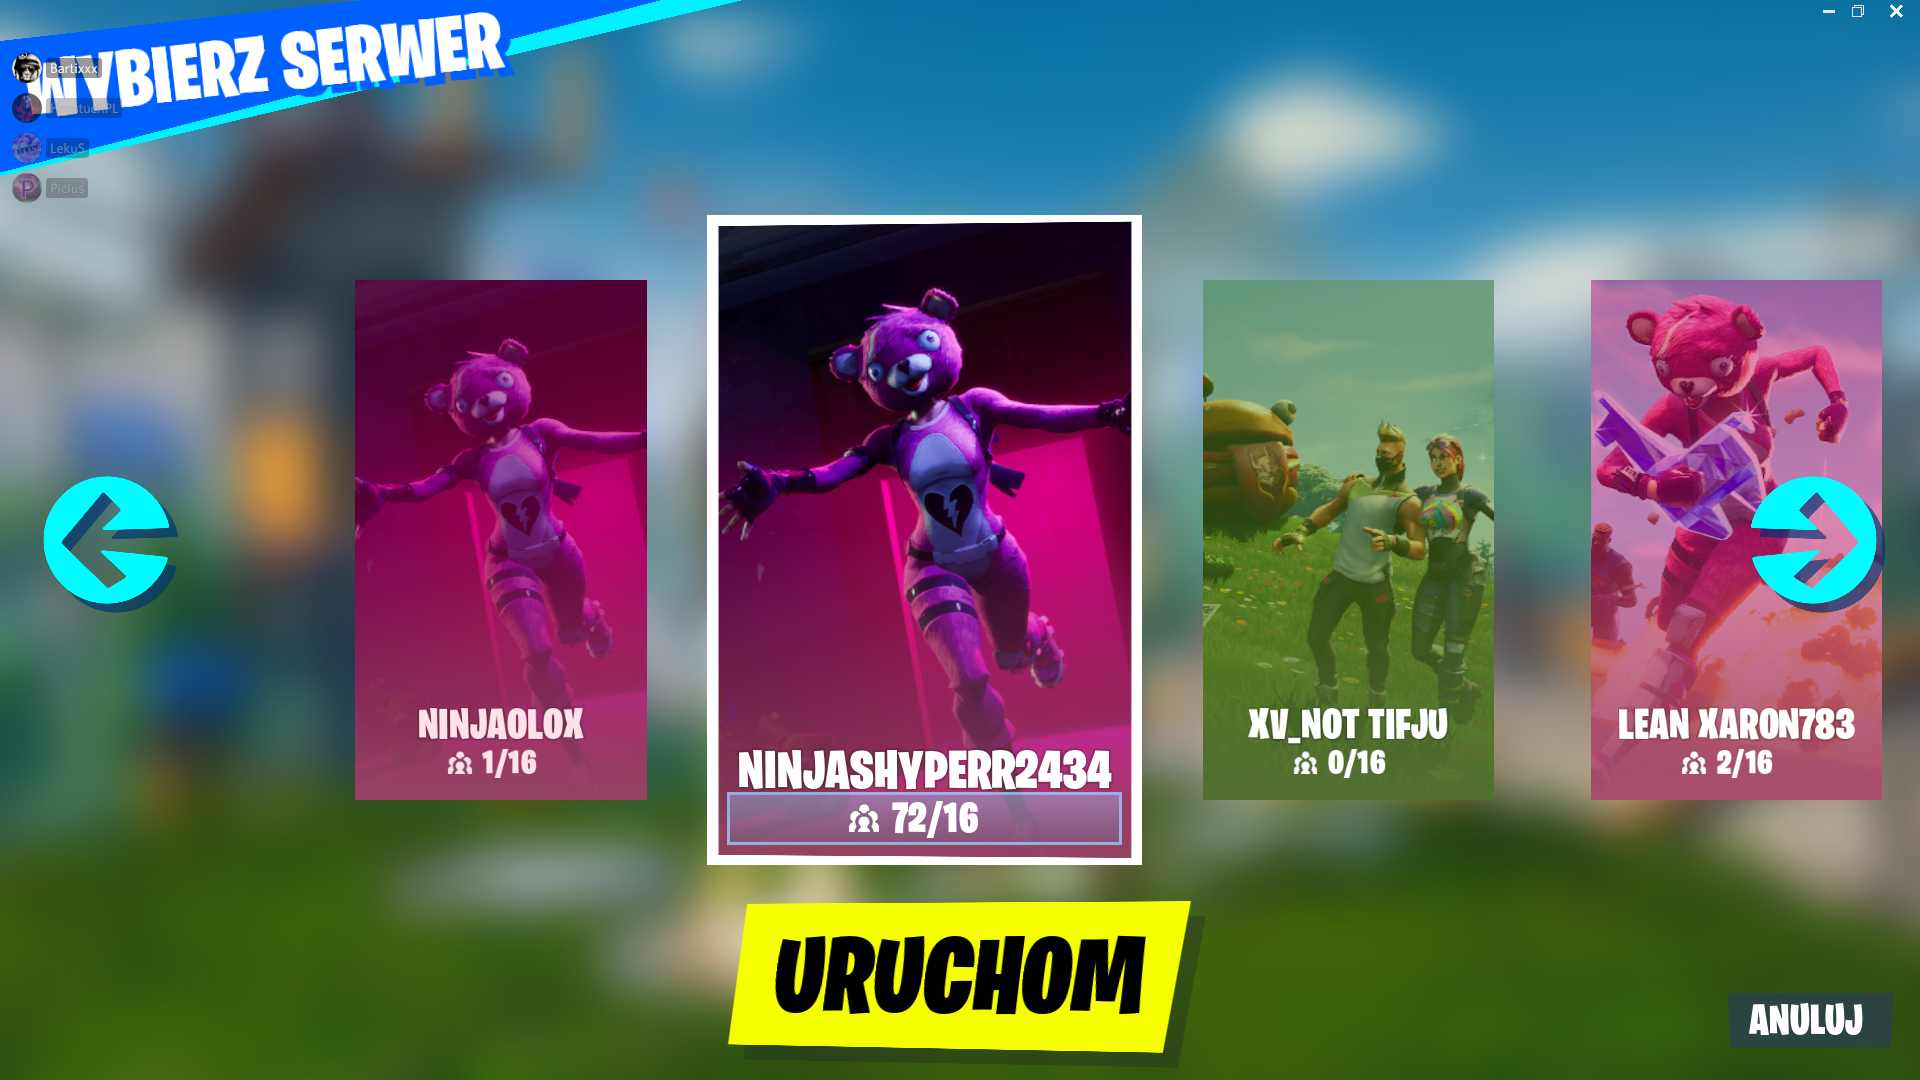 WYBIERZ SERWER
Bartixxx
LekuS
Picius
NINJAOLOX
1/16
NINJASHYPERR2434
72/16
XV_NOT TIFJU
0/16
LEAN XARON783
2/16
URUCHOM
ANULUJ